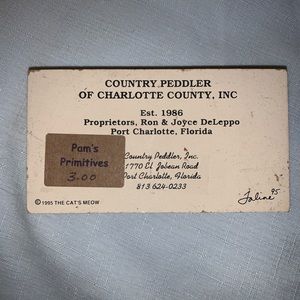 COUNTRY PEDDLER
OF CHARLOTTE COUNTY, INC
Est. 1986
Proprietors, Ron & Joyce DeLeppo
Port Charlotte, Florida
Pam's
Primitives
3.00
Country Peddler, Inc.
1770 El Jobean Road
Port Charlotte, Florida
813 624-0233
© 1995 THE CAT'S MEOW
Faline '95